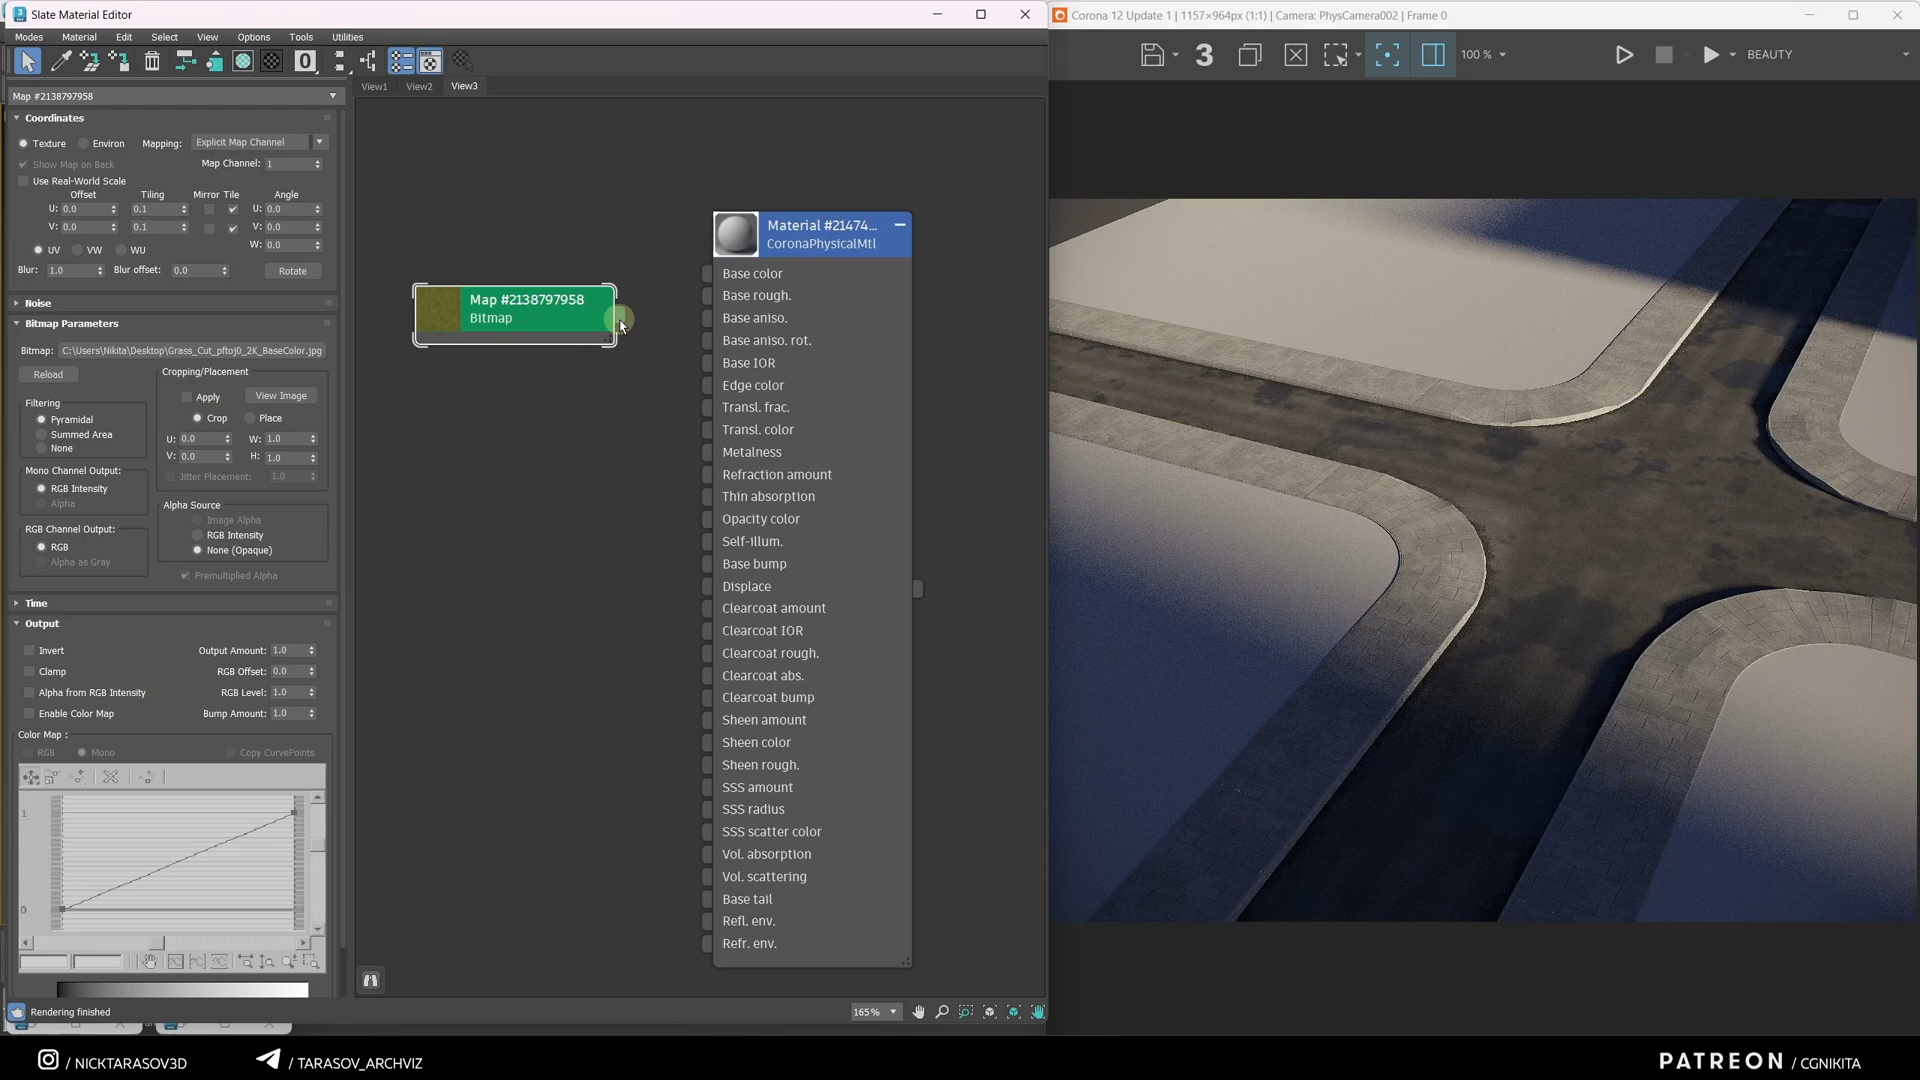 Slate Material Editor
Modes Material Edit Select View Options Tools Utilities
View1 View2 View3
Map #2138797958
Coordinates
Texture Environ Mapping: Explicit Map Channel
Show Map on Back Map Channel: 1
Use Real-World Scale
Offset Tiling Mirror Tile Angle
U: 0.0 0.1 U: 0.0
V: 0.0 0.1 V: 0.0
W: 0.0
UV VW WU
Blur: 1.0 Blur offset: 0.0 Rotate
Noise
Bitmap Parameters
Bitmap: C:\Users\Nikita\Desktop\Grass_Cut_pftoj0_2K_BaseColor.jpg
Reload
Cropping/Placement
Apply View Image
Crop Place
U: 0.0 W: 1.0
V: 0.0 H: 1.0
Jitter Placement: 1.0
Filtering
Pyramidal
Summed Area
None
Mono Channel Output:
RGB Intensity
Alpha
RGB Channel Output:
RGB
Alpha as Gray
Alpha Source
Image Alpha
RGB Intensity
None (Opaque)
Premultiplied Alpha
Time
Output
Invert Output Amount: 1.0
Clamp RGB Offset: 0.0
Alpha from RGB Intensity RGB Level: 1.0
Enable Color Map Bump Amount: 1.0
Color Map :
RGB Mono Copy CurvePoints
1
0
Rendering finished
165%
Map #2138797958
Bitmap
Material #21474...
CoronaPhysicalMtl
Base color
Base rough.
Base aniso.
Base aniso. rot.
Base IOR
Edge color
Transl. frac.
Transl. color
Metalness
Refraction amount
Thin absorption
Opacity color
Self-illum.
Base bump
Displace
Clearcoat amount
Clearcoat IOR
Clearcoat rough.
Clearcoat abs.
Clearcoat bump
Sheen amount
Sheen color
Sheen rough.
SSS amount
SSS radius
SSS scatter color
Vol. absorption
Vol. scattering
Base tail
Refl. env.
Refr. env.
Corona 12 Update 1 | 1157×964px (1:1) | Camera: PhysCamera002 | Frame 0
3 100 % BEAUTY
/ NICKTARASOV3D / TARASOV_ARCHVIZ PATREON / CGNIKITA